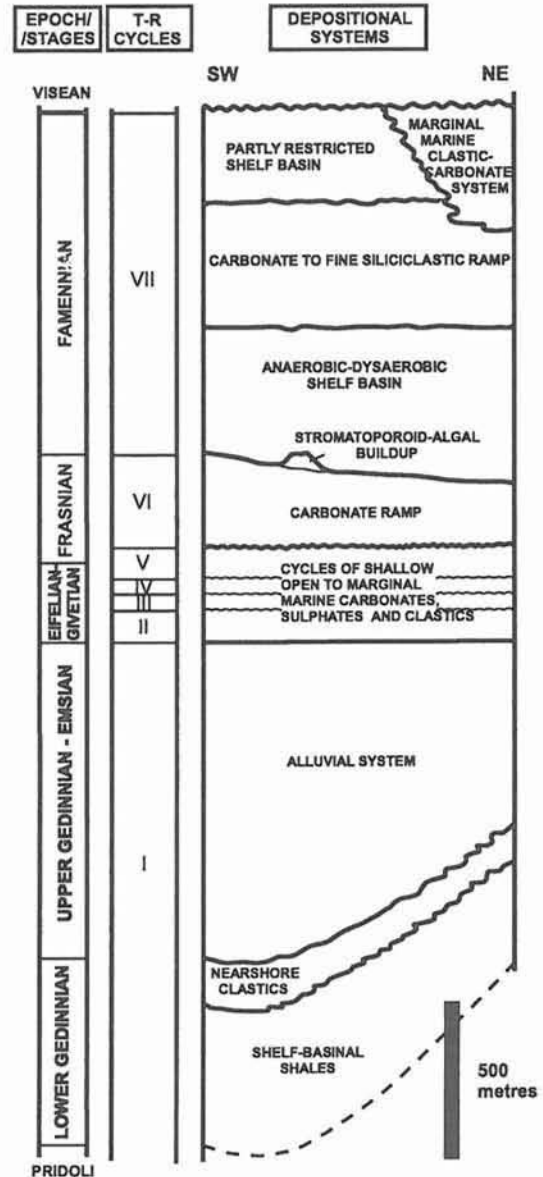 EPOCH/
/STAGES
T-R
CYCLES
DEPOSITIONAL
SYSTEMS
SW
NE
VISEAN
FAMENNIAN
FRASNIAN
EIFELIAN-
GIVETIAN
UPPER GEDINNIAN - EMSIAN
LOWER GEDINNIAN
PRIDOLI
VII
VI
V
IV
III
II
I
PARTLY RESTRICTED
SHELF BASIN
MARGINAL
MARINE
CLASTIC-
CARBONATE
SYSTEM
CARBONATE TO FINE SILICICLASTIC RAMP
ANAEROBIC-DYSAEROBIC
SHELF BASIN
STROMATOPOROID-ALGAL
BUILDUP
CARBONATE RAMP
CYCLES OF SHALLOW
OPEN TO MARGINAL
MARINE CARBONATES,
SULPHATES AND CLASTICS
ALLUVIAL SYSTEM
NEARSHORE
CLASTICS
SHELF-BASINAL
SHALES
500
metres